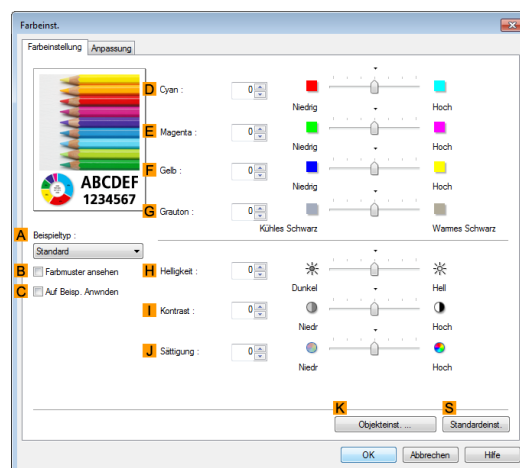 Farbeinst.
Farbeinstellung Anpassung
D Cyan : 0
Niedrig Hoch
E Magenta : 0
Niedrig Hoch
F Gelb : 0
Niedrig Hoch
G Grauton : 0
Kühles Schwarz Warmes Schwarz
ABCDEF
1234567
A Beispieltyp :
Standard
B Farbmuster ansehen
C Auf Beisp. Anwnden
H Helligkeit : 0
Dunkel Hell
I Kontrast : 0
Niedr Hoch
J Sättigung : 0
Niedr Hoch
K S
Objekteinst. ... Standardeinst.
OK Abbrechen Hilfe